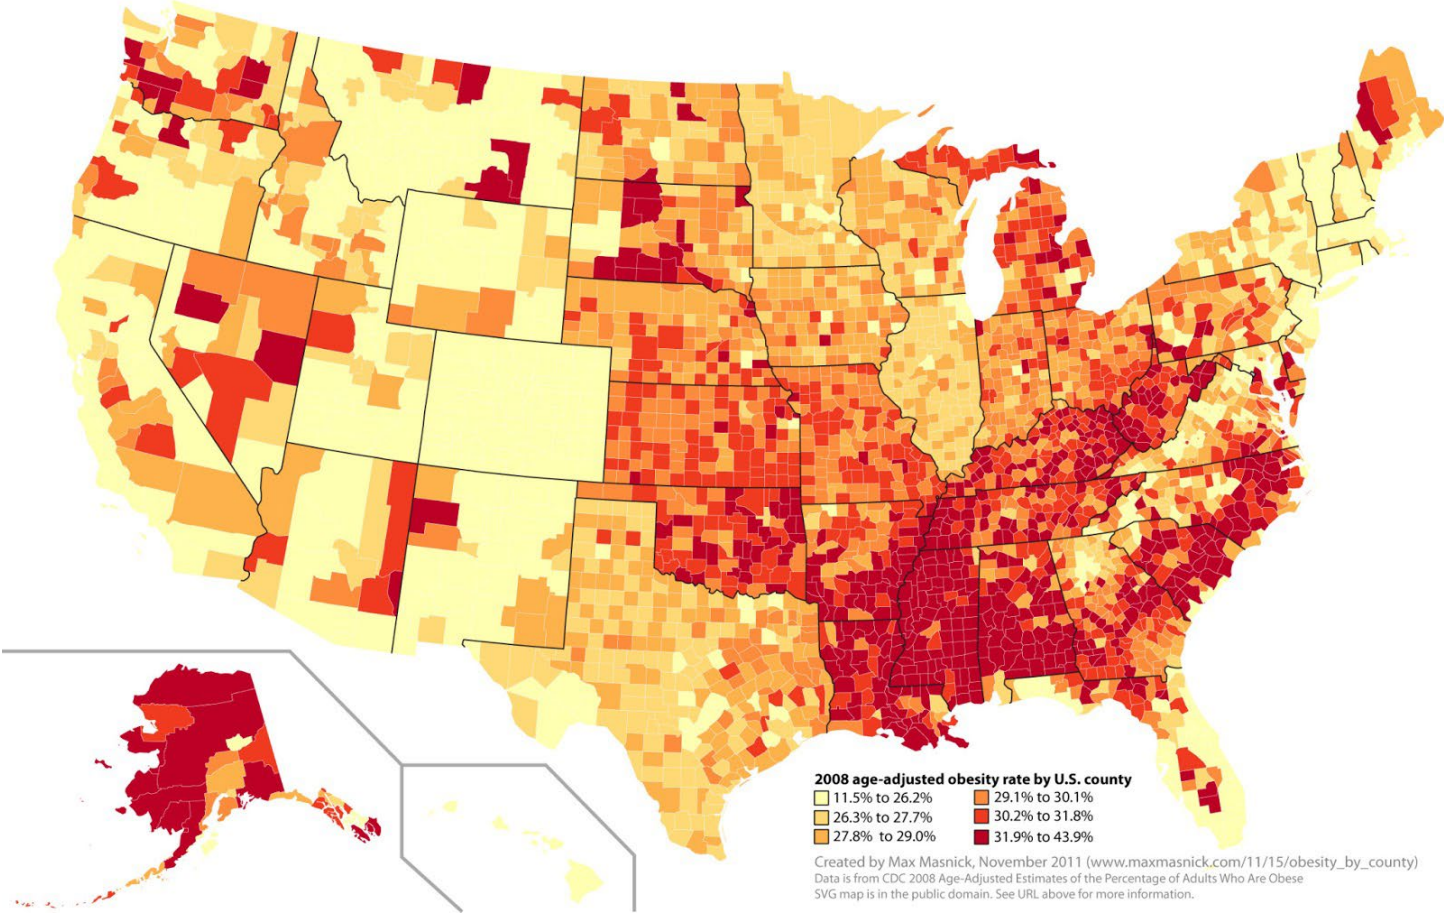 2008 age-adjusted obesity rate by U.S. county
11.5% to 26.2%
26.3% to 27.7%
27.8%  to 29.0%
29.1% to 30.1%
30.2% to 31.8%
31.9% to 43.9%
Created by Max Masnick, November 2011 (www.maxmasnick.com/11/15/obesity_by_county)
Data is from CDC 2008 Age-Adjusted Estimates of the Percentage of Adults Who Are Obese
SVG map is in the public domain. See URL above for more information.